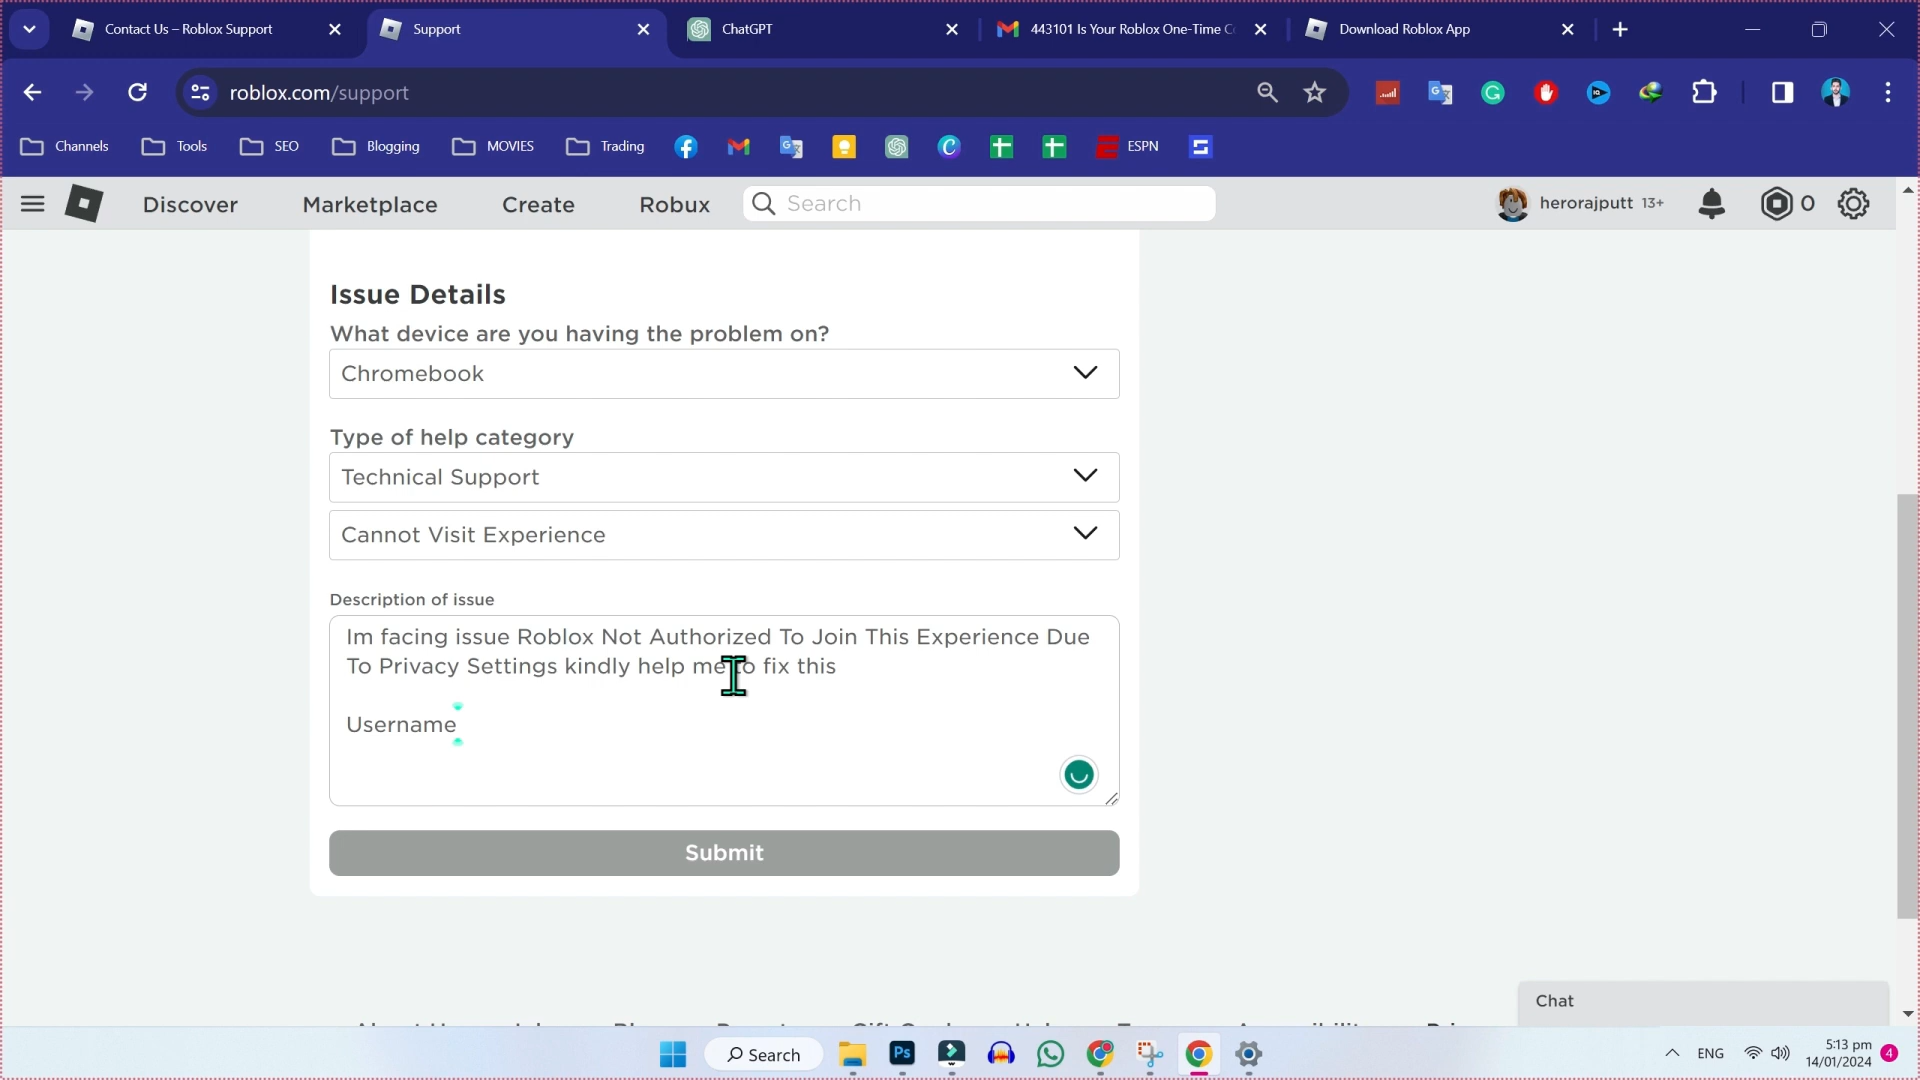 Contact Us – Roblox Support
Support
ChatGPT
443101 Is Your Roblox One-Time C
Download Roblox App
roblox.com/support
Channels
Tools
SEO
Blogging
MOVIES
Trading
ESPN
Discover
Marketplace
Create
Robux
Search
herorajputt 13+
0
Issue Details
What device are you having the problem on?
Chromebook
Type of help category
Technical Support
Cannot Visit Experience
Description of issue
Im facing issue Roblox Not Authorized To Join This Experience Due
To Privacy Settings kindly help me to fix this
Username
Submit
Chat
Search
Ps
ENG
5:13 pm
14/01/2024
4